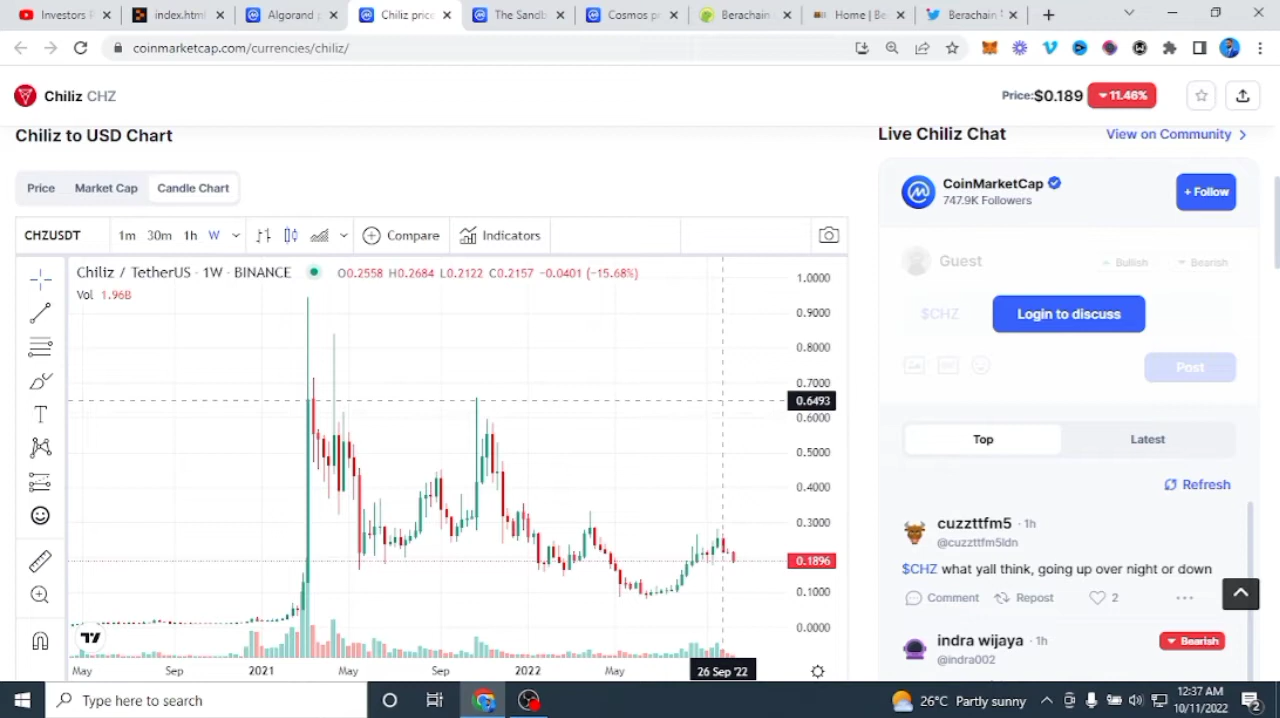 Investors
index.html
Algorand p
Chiliz price
The Sandb
Cosmos pr
Berachain
Home | Be
Berachain
coinmarketcap.com/currencies/chiliz/
Chiliz CHZ
Price:$0.189 11.46%
Chiliz to USD Chart
Live Chiliz Chat View on Community
Price Market Cap Candle Chart
CoinMarketCap
747.9K Followers
+ Follow
CHZUSDT 1m 30m 1h W Compare Indicators
Guest
Bullish Bearish
Chiliz / TetherUS · 1W · BINANCE O0.2558 H0.2684 L0.2122 C0.2157 -0.0401 (-15.68%)
Vol 1.96B
$CHZ Login to discuss
Post
1.0000
0.9000
0.8000
0.7000
0.6493
0.6000
0.5000
0.4000
0.3000
0.1896
0.1000
0.0000
Top Latest
Refresh
cuzzttfm5 · 1h
@cuzzttfm5ldn
$CHZ what yall think, going up over night or down
Comment Repost 2
indra wijaya · 1h Bearish
@indra002
May Sep 2021 May Sep 2022 May 26 Sep '22
Type here to search
26°C Partly sunny
12:37 AM
10/11/2022
2